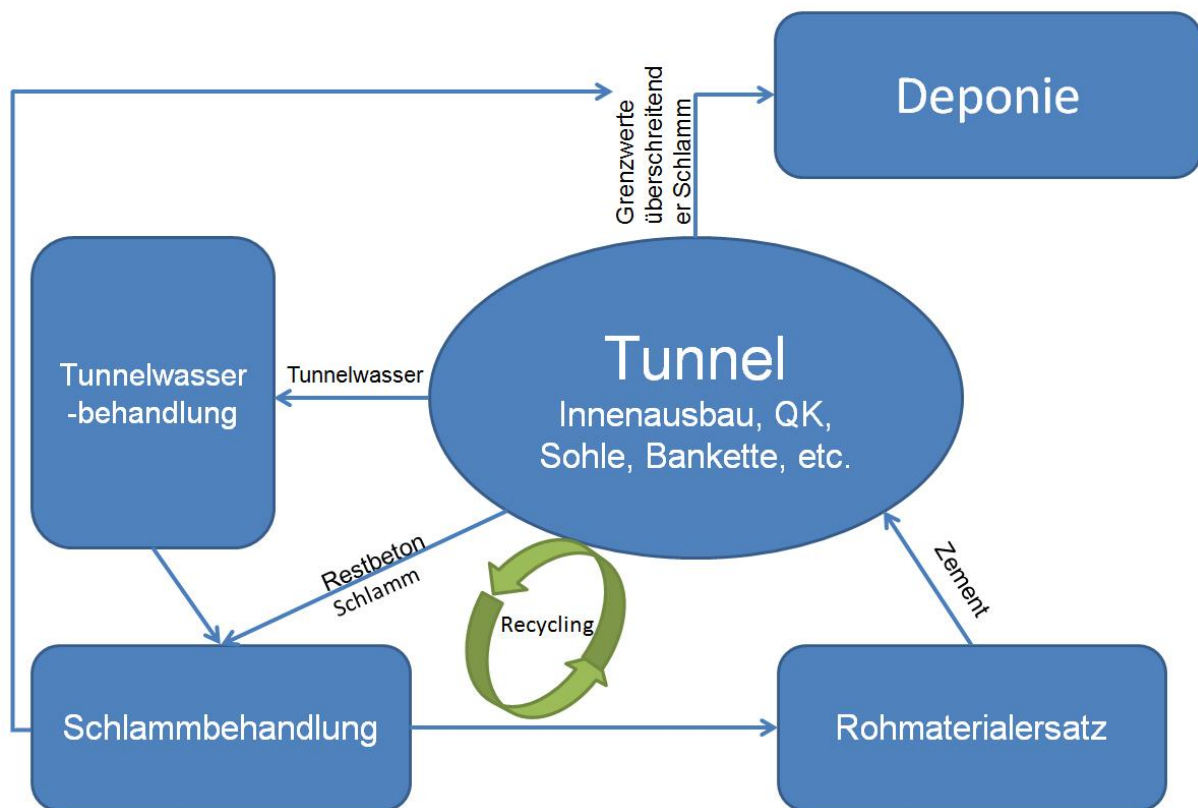 Deponie
Grenzwerte
überschreitend
er Schlamm
Tunnelwasser
-behandlung
Tunnelwasser
Tunnel
Innenausbau, QK,
Sohle, Bankette, etc.
Restbeton
Schlamm
Recycling
Zement
Schlammbehandlung
Rohmaterialersatz